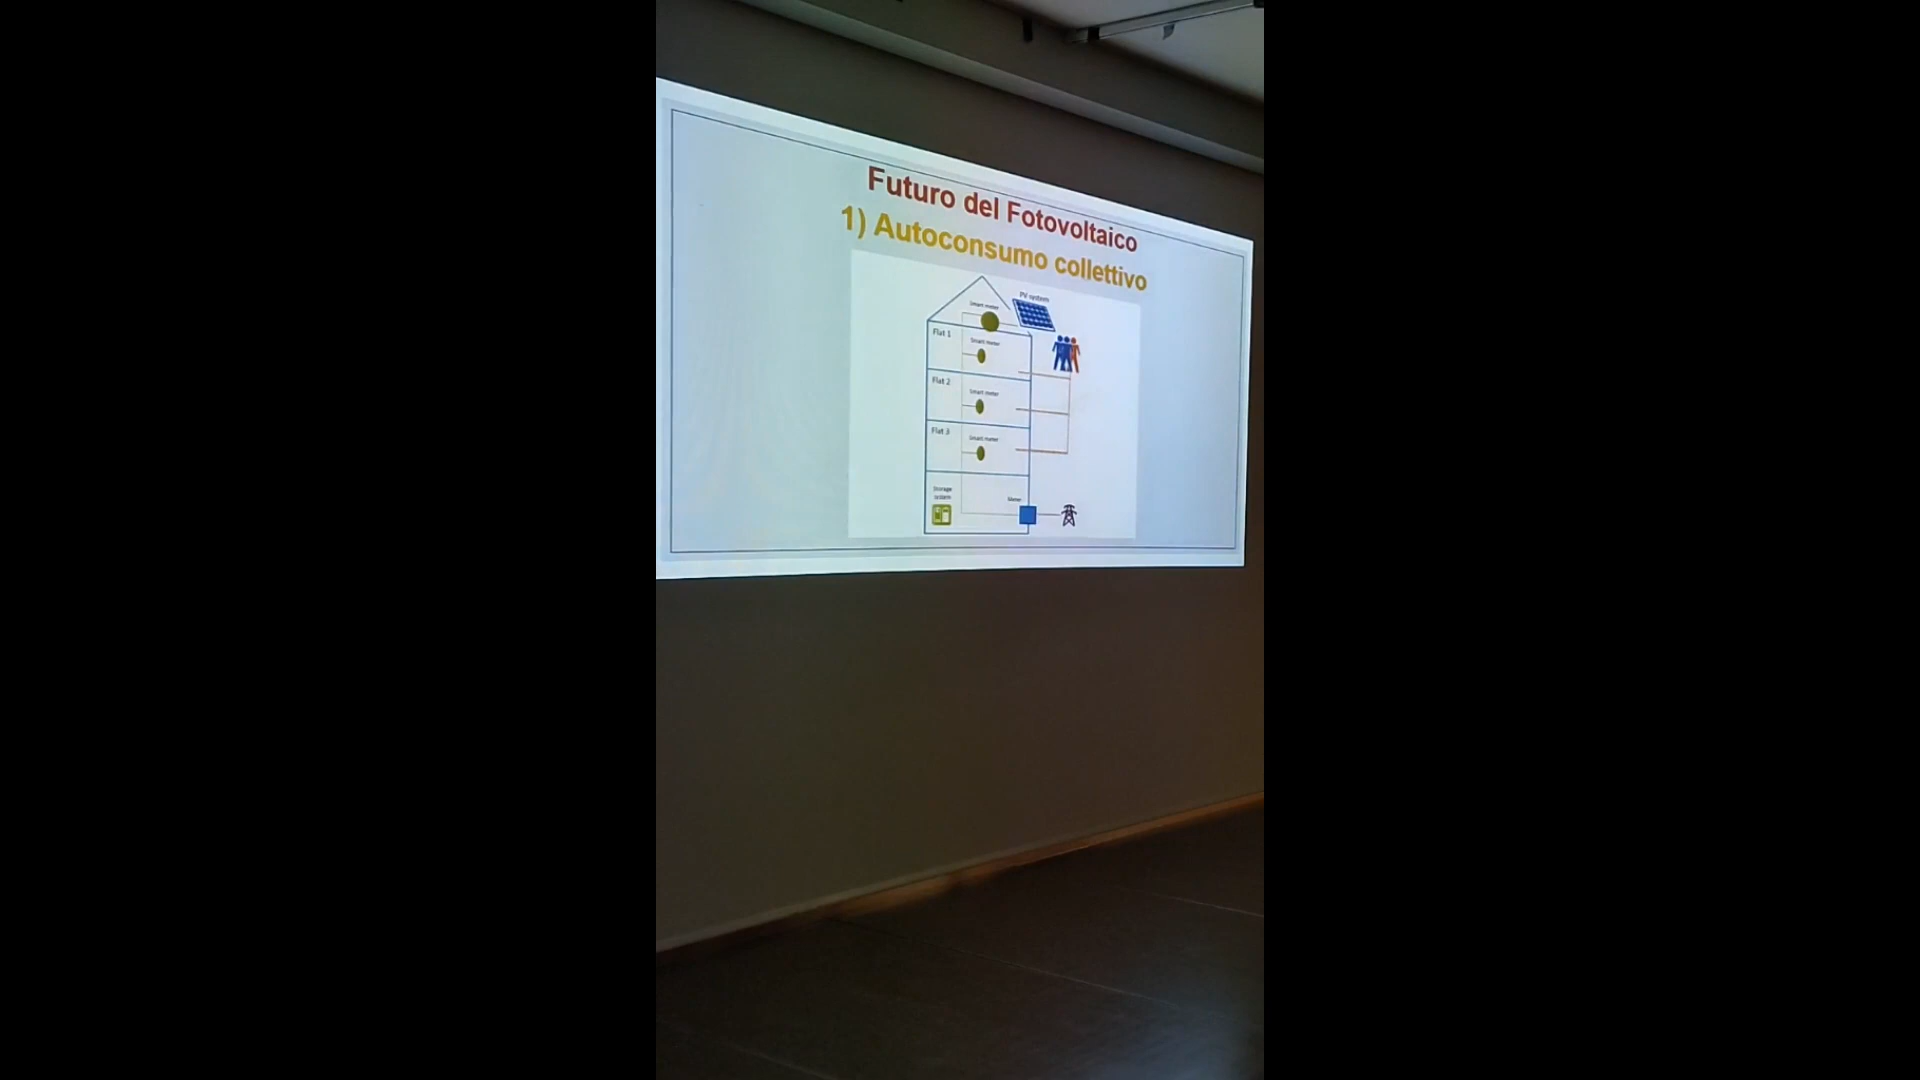 Futuro del Fotovoltaico
1) Autoconsumo collettivo
PV system
Smart meter
Flat 1
Smart meter
Flat 2
Smart meter
Flat 3
Smart meter
Storage
system
Meter